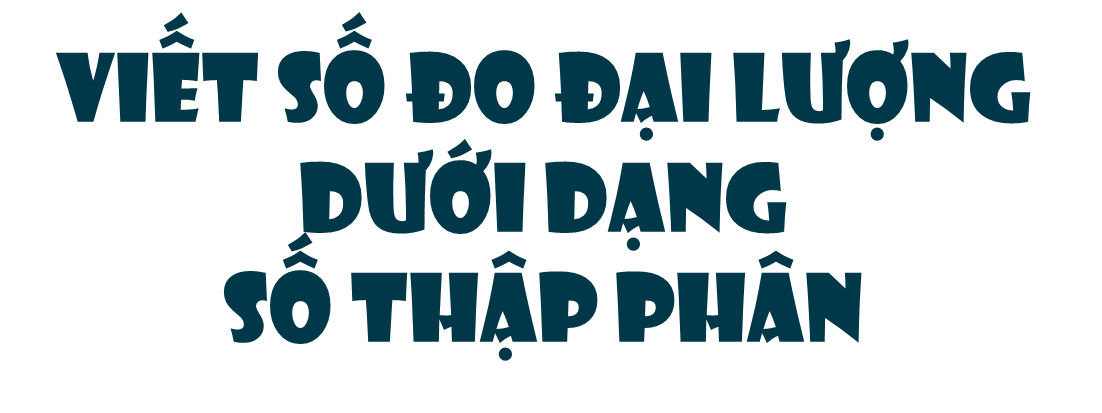 VIẾT SỐ ĐO ĐẠI LƯỢNG
DƯỚI DẠNG
SỐ THẬP PHÂN